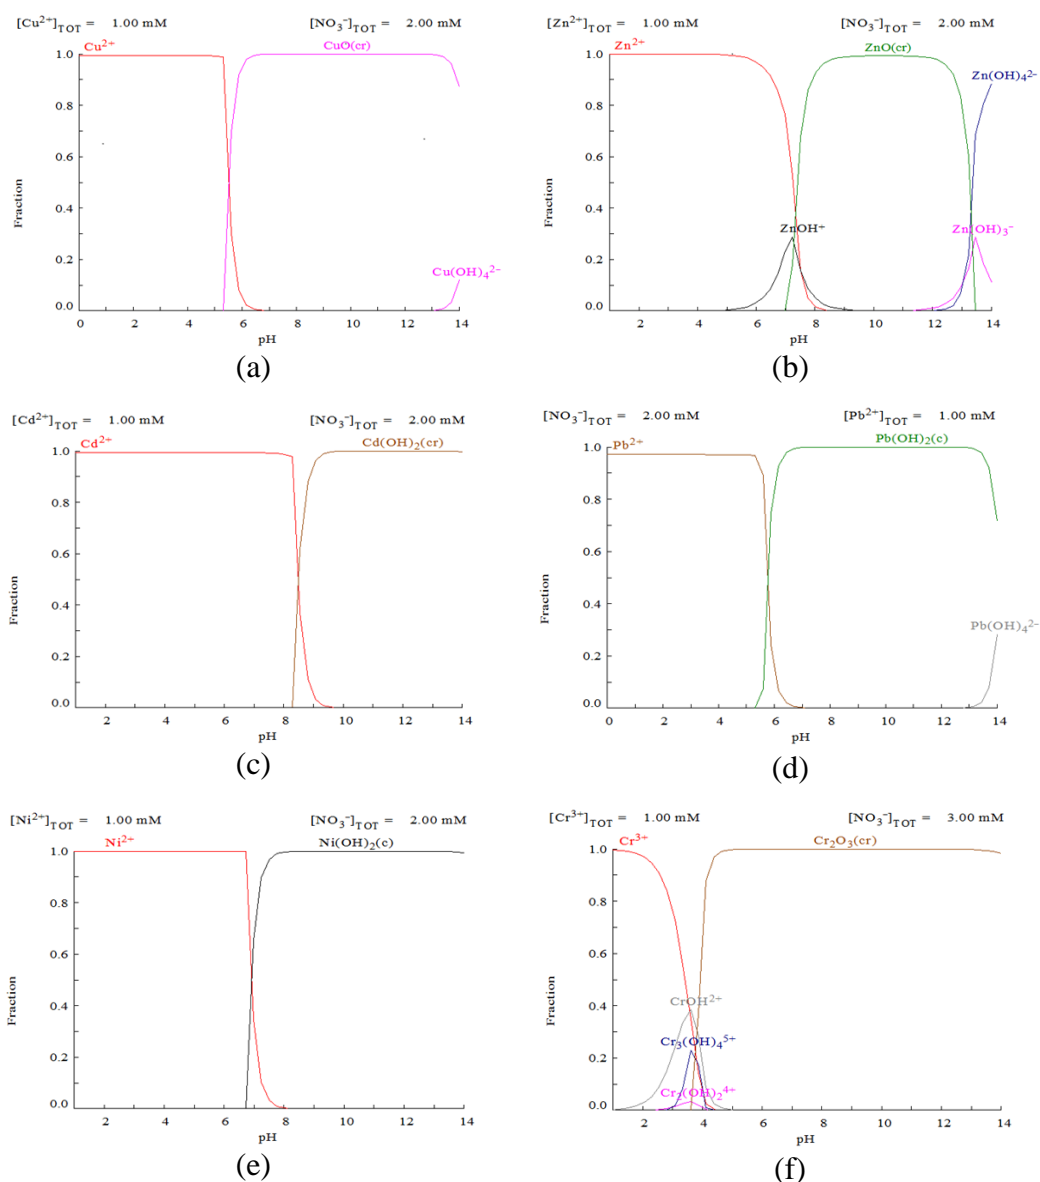 [Cu²⁺]TOT = 1.00 mM [NO₃⁻]TOT = 2.00 mM
Cu²⁺ CuO(cr)
1.0
0.8
0.6
0.4
0.2
0.0
Fraction
Cu(OH)₄²⁻
0 2 4 6 8 10 12 14
pH
(a)
[Zn²⁺]TOT = 1.00 mM [NO₃⁻]TOT = 2.00 mM
Zn²⁺ ZnO(cr)
Zn(OH)₄²⁻
1.0
0.8
0.6
0.4
0.2
0.0
Fraction
ZnOH⁺ Zn(OH)₃⁻
2 4 6 8 10 12 14
pH
(b)
[Cd²⁺]TOT = 1.00 mM [NO₃⁻]TOT = 2.00 mM
Cd²⁺ Cd(OH)₂(cr)
1.0
0.8
0.6
0.4
0.2
0.0
Fraction
2 4 6 8 10 12 14
pH
(c)
[NO₃⁻]TOT = 2.00 mM [Pb²⁺]TOT = 1.00 mM
Pb²⁺ Pb(OH)₂(c)
1.0
0.8
0.6
0.4
0.2
0.0
Fraction
Pb(OH)₄²⁻
0 2 4 6 8 10 12 14
pH
(d)
[Ni²⁺]TOT = 1.00 mM [NO₃⁻]TOT = 2.00 mM
Ni²⁺ Ni(OH)₂(c)
1.0
0.8
0.6
0.4
0.2
0.0
Fraction
2 4 6 8 10 12 14
pH
(e)
[Cr³⁺]TOT = 1.00 mM [NO₃⁻]TOT = 3.00 mM
Cr³⁺ Cr₂O₃(cr)
1.0
0.8
0.6
0.4
0.2
0.0
Fraction
CrOH²⁺
Cr₃(OH)₄⁵⁺
Cr₂(OH)₂⁴⁺
2 4 6 8 10 12 14
pH
(f)